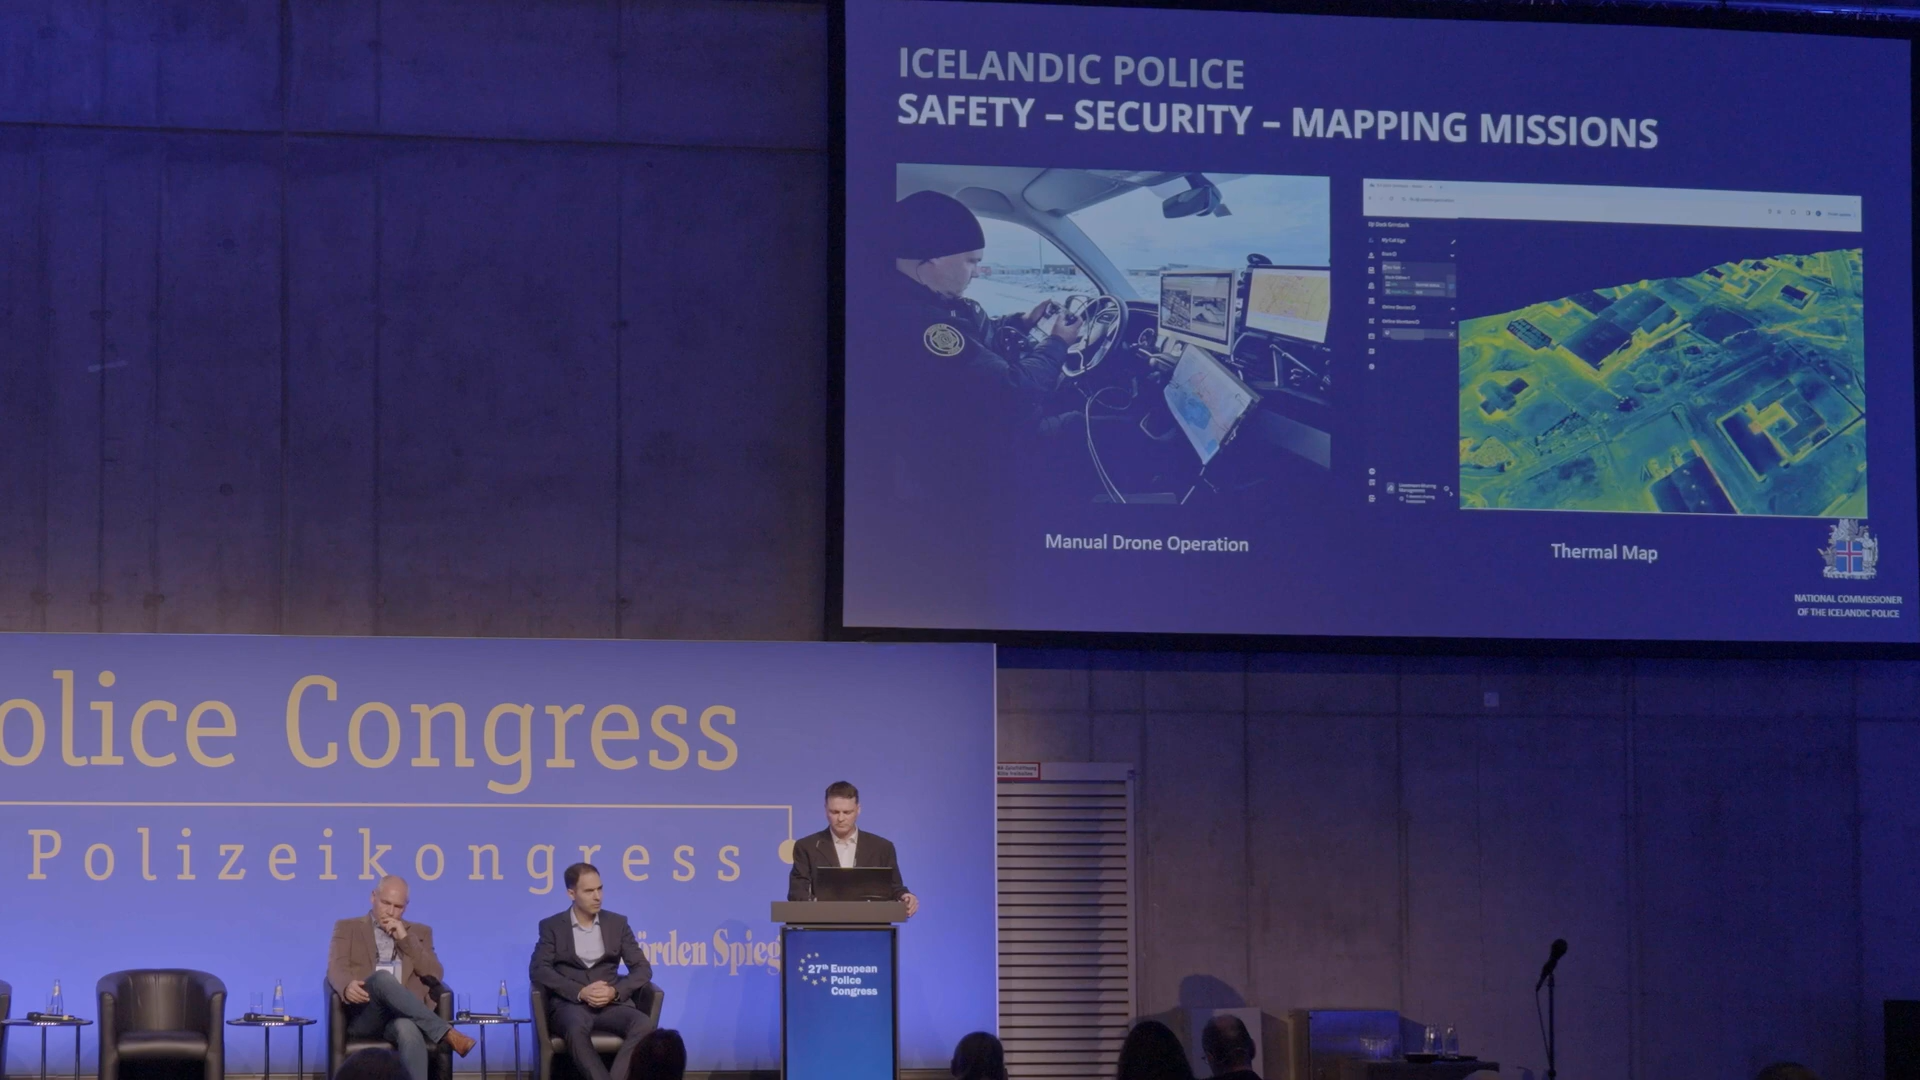 ICELANDIC POLICE
SAFETY – SECURITY – MAPPING MISSIONS
Manual Drone Operation
Thermal Map
NATIONAL COMMISSIONER
OF THE ICELANDIC POLICE
olice Congress
Polizeikongress
örden Spieg
27th European
Police
Congress